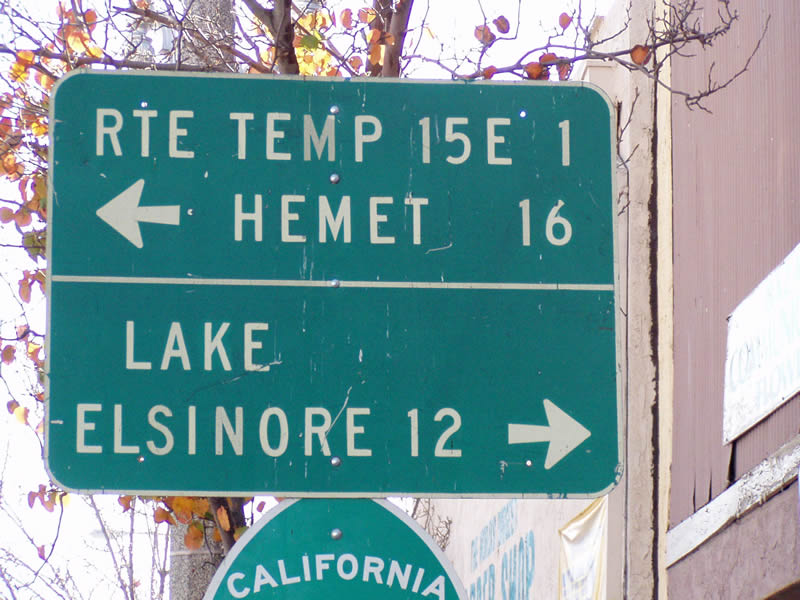 RTE TEMP 15E 1
HEMET 16
LAKE
ELSINORE 12
CALIFORNIA